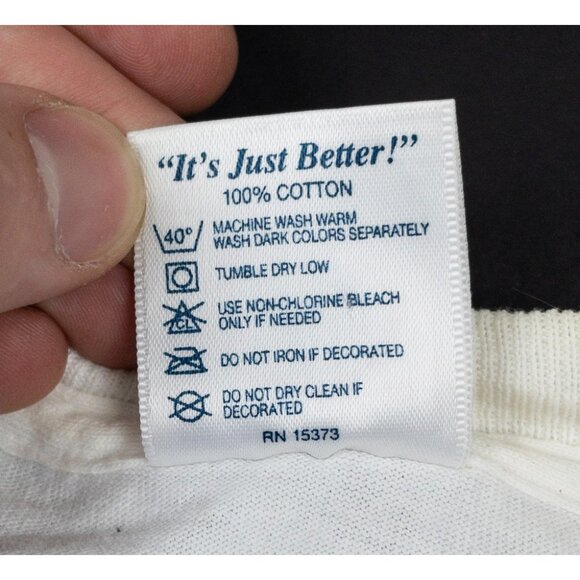 “It's Just Better!”
100% COTTON
40° MACHINE WASH WARM
WASH DARK COLORS SEPARATELY
TUMBLE DRY LOW
CL USE NON-CHLORINE BLEACH
ONLY IF NEEDED
DO NOT IRON IF DECORATED
DO NOT DRY CLEAN IF
DECORATED
RN 15373